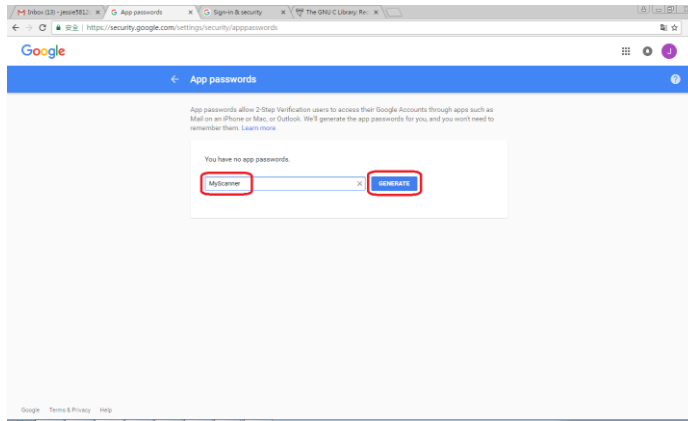 Inbox (13) - jesse5812
App passwords
Sign-in & security
The GNU C Library Re
安全 | https://security.google.com/settings/security/apppasswords
Google
J
App passwords
App passwords allow 2-Step Verification users to access their Google Accounts through apps such as
Mail on an iPhone or Mac, or Outlook. We'll generate the app passwords for you, and you won't need to
remember them. Learn more
You have no app passwords.
MyScanner
GENERATE
Google Terms & Privacy Help